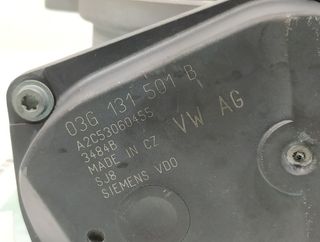 03G 131 501 B
A2C53060455
3484B
VW AG
MADE IN CZ
SJ8
SIEMENS VDO